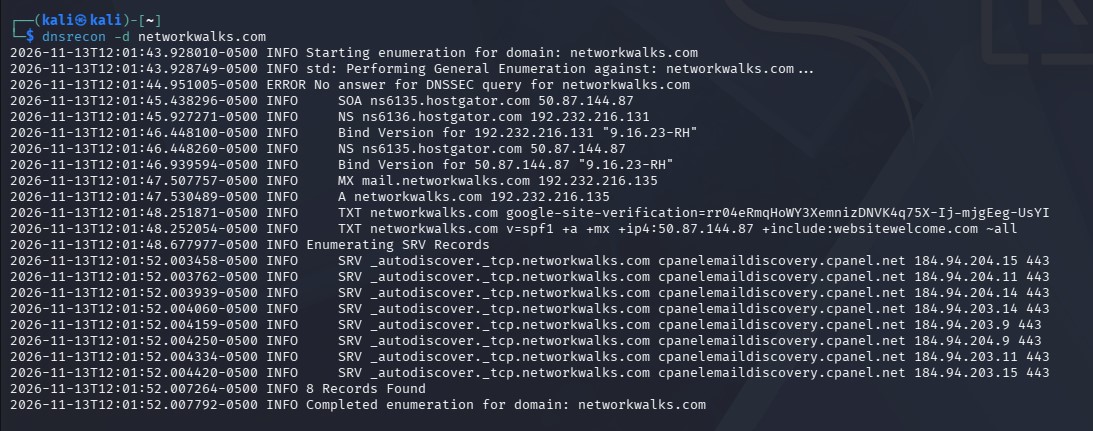 ┌──(kali㉿kali)-[~]
└─$ dnsrecon -d networkwalks.com
2026-11-13T12:01:43.928010-0500 INFO Starting enumeration for domain: networkwalks.com
2026-11-13T12:01:43.928749-0500 INFO std: Performing General Enumeration against: networkwalks.com...
2026-11-13T12:01:44.951005-0500 ERROR No answer for DNSSEC query for networkwalks.com
2026-11-13T12:01:45.438296-0500 INFO     SOA ns6135.hostgator.com 50.87.144.87
2026-11-13T12:01:45.927271-0500 INFO     NS ns6136.hostgator.com 192.232.216.131
2026-11-13T12:01:46.448100-0500 INFO     Bind Version for 192.232.216.131 "9.16.23-RH"
2026-11-13T12:01:46.448260-0500 INFO     NS ns6135.hostgator.com 50.87.144.87
2026-11-13T12:01:46.939594-0500 INFO     Bind Version for 50.87.144.87 "9.16.23-RH"
2026-11-13T12:01:47.507757-0500 INFO     MX mail.networkwalks.com 192.232.216.135
2026-11-13T12:01:47.530489-0500 INFO     A networkwalks.com 192.232.216.135
2026-11-13T12:01:48.251871-0500 INFO     TXT networkwalks.com google-site-verification=rr04eRmqHoWY3XemnizDNVK4q75X-Ij-mjgEeg-UsYI
2026-11-13T12:01:48.252054-0500 INFO     TXT networkwalks.com v=spf1 +a +mx +ip4:50.87.144.87 +include:websitewelcome.com ~all
2026-11-13T12:01:48.677977-0500 INFO Enumerating SRV Records
2026-11-13T12:01:52.003458-0500 INFO     SRV _autodiscover._tcp.networkwalks.com cpanelemaildiscovery.cpanel.net 184.94.204.15 443
2026-11-13T12:01:52.003762-0500 INFO     SRV _autodiscover._tcp.networkwalks.com cpanelemaildiscovery.cpanel.net 184.94.204.11 443
2026-11-13T12:01:52.003939-0500 INFO     SRV _autodiscover._tcp.networkwalks.com cpanelemaildiscovery.cpanel.net 184.94.204.14 443
2026-11-13T12:01:52.004060-0500 INFO     SRV _autodiscover._tcp.networkwalks.com cpanelemaildiscovery.cpanel.net 184.94.203.14 443
2026-11-13T12:01:52.004159-0500 INFO     SRV _autodiscover._tcp.networkwalks.com cpanelemaildiscovery.cpanel.net 184.94.203.9 443
2026-11-13T12:01:52.004250-0500 INFO     SRV _autodiscover._tcp.networkwalks.com cpanelemaildiscovery.cpanel.net 184.94.204.9 443
2026-11-13T12:01:52.004334-0500 INFO     SRV _autodiscover._tcp.networkwalks.com cpanelemaildiscovery.cpanel.net 184.94.203.11 443
2026-11-13T12:01:52.004420-0500 INFO     SRV _autodiscover._tcp.networkwalks.com cpanelemaildiscovery.cpanel.net 184.94.203.15 443
2026-11-13T12:01:52.007264-0500 INFO 8 Records Found
2026-11-13T12:01:52.007792-0500 INFO Completed enumeration for domain: networkwalks.com